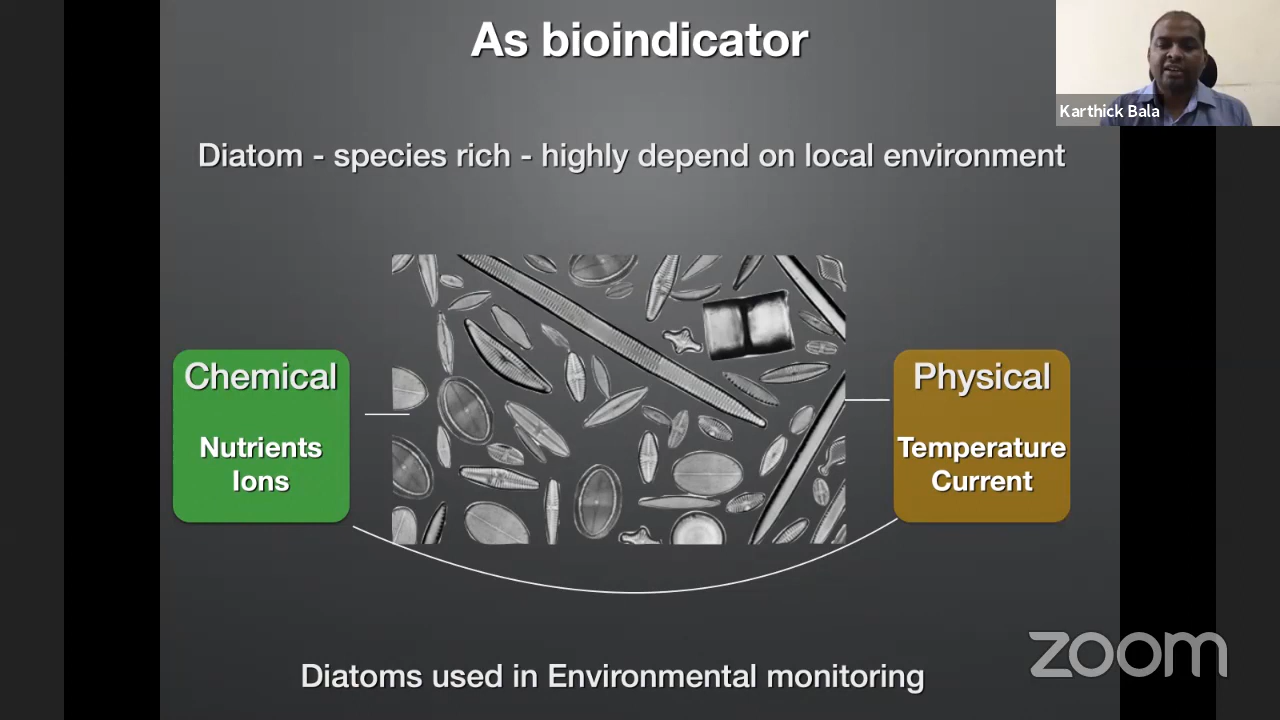 As bioindicator
Karthick Bala
Diatom - species rich - highly depend on local environment
Chemical
Nutrients
Ions
Physical
Temperature
Current
zoom
Diatoms used in Environmental monitoring